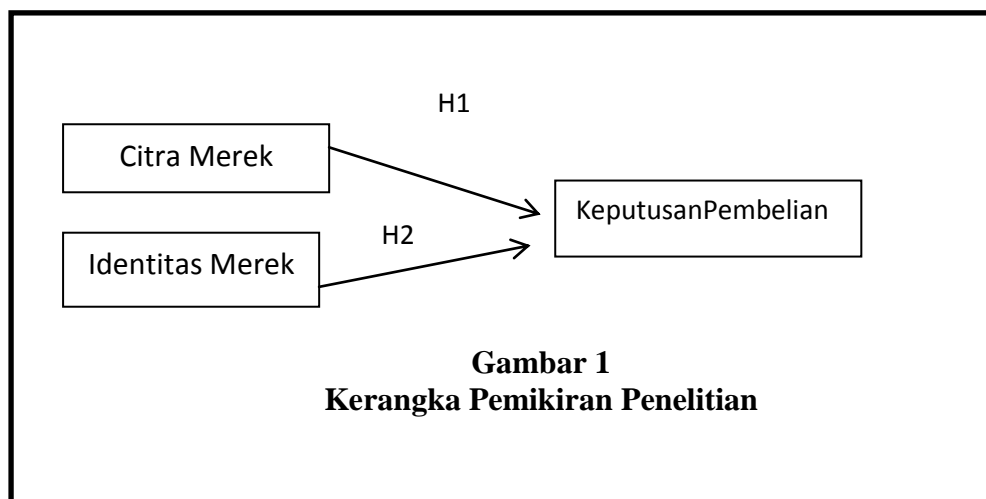 H1
Citra Merek
KeputusanPembelian
H2
Identitas Merek
Gambar 1
Kerangka Pemikiran Penelitian